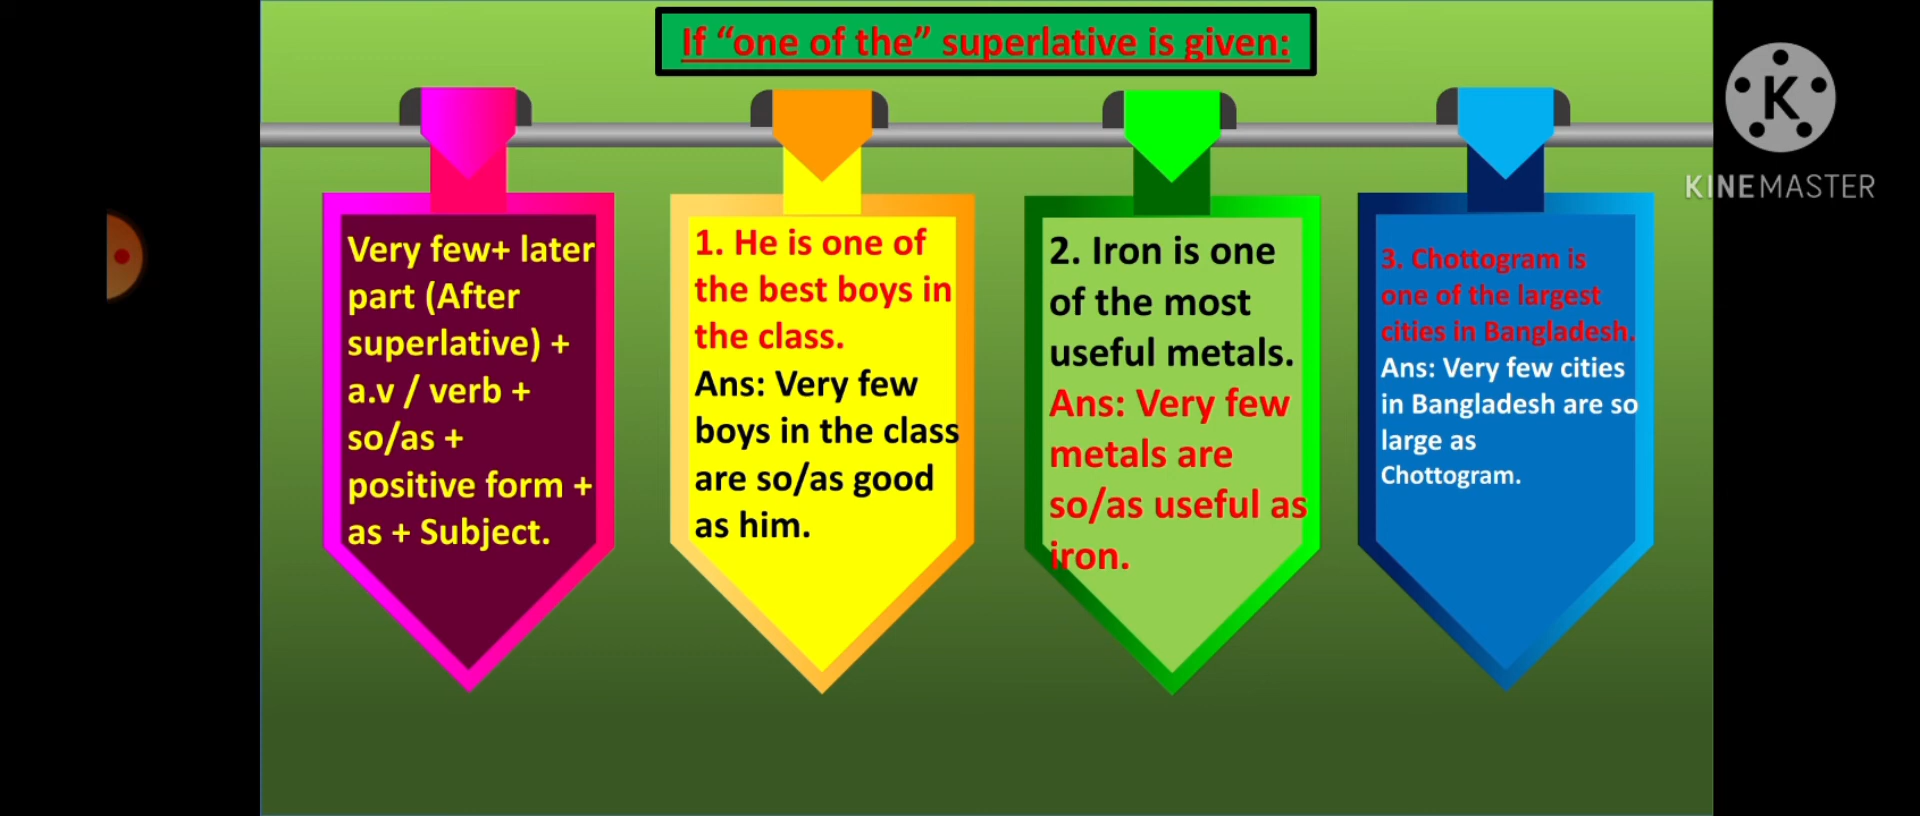 If “one of the” superlative is given:
Very few+ later
part (After
superlative) +
a.v / verb +
so/as +
positive form +
as + Subject.
1. He is one of
the best boys in
the class.
Ans: Very few
boys in the class
are so/as good
as him.
2. Iron is one
of the most
useful metals.
Ans: Very few
metals are
so/as useful as
iron.
3. Chottogram is
one of the largest
cities in Bangladesh.
Ans: Very few cities
in Bangladesh are so
large as
Chottogram.
K
KINEMASTER